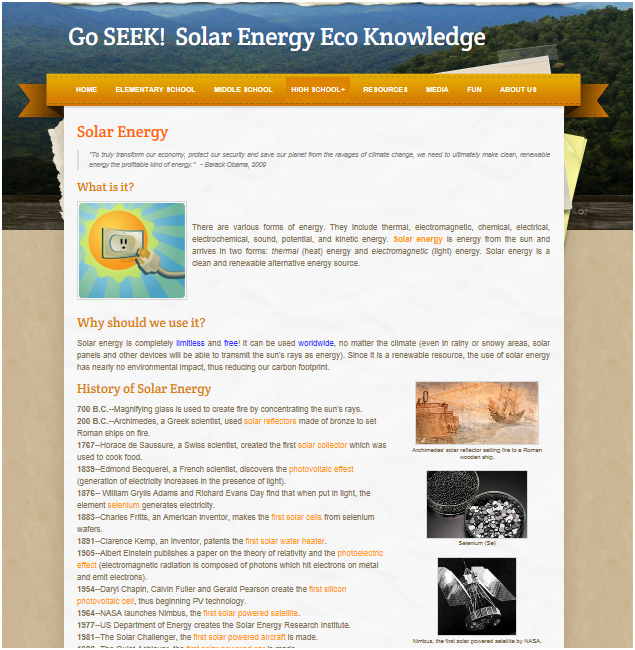 Go SEEK! Solar Energy Eco Knowledge
HOME ELEMENTARY SCHOOL MIDDLE SCHOOL HIGH SCHOOL+ RESOURCES MEDIA FUN ABOUT US
Solar Energy
"To truly transform our economy, protect our security and save our planet from the ravages of climate change, we need to ultimately make clean, renewable
energy the profitable kind of energy." - Barack Obama, 2009
What is it?
There are various forms of energy. They include thermal, electromagnetic, chemical, electrical,
electrochemical, sound, potential, and kinetic energy. Solar energy is energy from the sun and
arrives in two forms: thermal (heat) energy and electromagnetic (light) energy. Solar energy is a
clean and renewable alternative energy source.
Why should we use it?
Solar energy is completely limitless and free! It can be used worldwide, no matter the climate (even in rainy or snowy areas, solar
panels and other devices will be able to transmit the sun's rays as energy). Since it is a renewable resource, the use of solar energy
has nearly no environmental impact, thus reducing our carbon footprint.
History of Solar Energy
700 B.C.--Magnifying glass is used to create fire by concentrating the sun's rays.
200 B.C.--Archimedes, a Greek scientist, used solar reflectors made of bronze to set
Roman ships on fire.
1767--Horace de Saussure, a Swiss scientist, created the first solar collector which was
used to cook food.
1839--Edmond Becquerel, a French scientist, discovers the photovoltaic effect
(generation of electricity increases in the presence of light).
1876-- William Grylls Adams and Richard Evans Day find that when put in light, the
element selenium generates electricity.
1883--Charles Fritts, an American inventor, makes the first solar cells from selenium
wafers.
1891--Clarence Kemp, an inventor, patents the first solar water heater.
1905--Albert Einstein publishes a paper on the theory of relativity and the photoelectric
effect (electromagnetic radiation is composed of photons which hit electrons on metal
and emit electrons).
1954--Daryl Chapin, Calvin Fuller and Gerald Pearson create the first silicon
photovoltaic cell, thus beginning PV technology.
1964--NASA launches Nimbus, the first solar powered satellite.
1977--US Department of Energy creates the Solar Energy Research Institute.
1981--The Solar Challenger, the first solar powered aircraft is made.
Archimedes' solar reflector setting fire to a Roman
wooden ship.
Selenium (Se)
Nimbus, the first solar powered satellite by NASA.